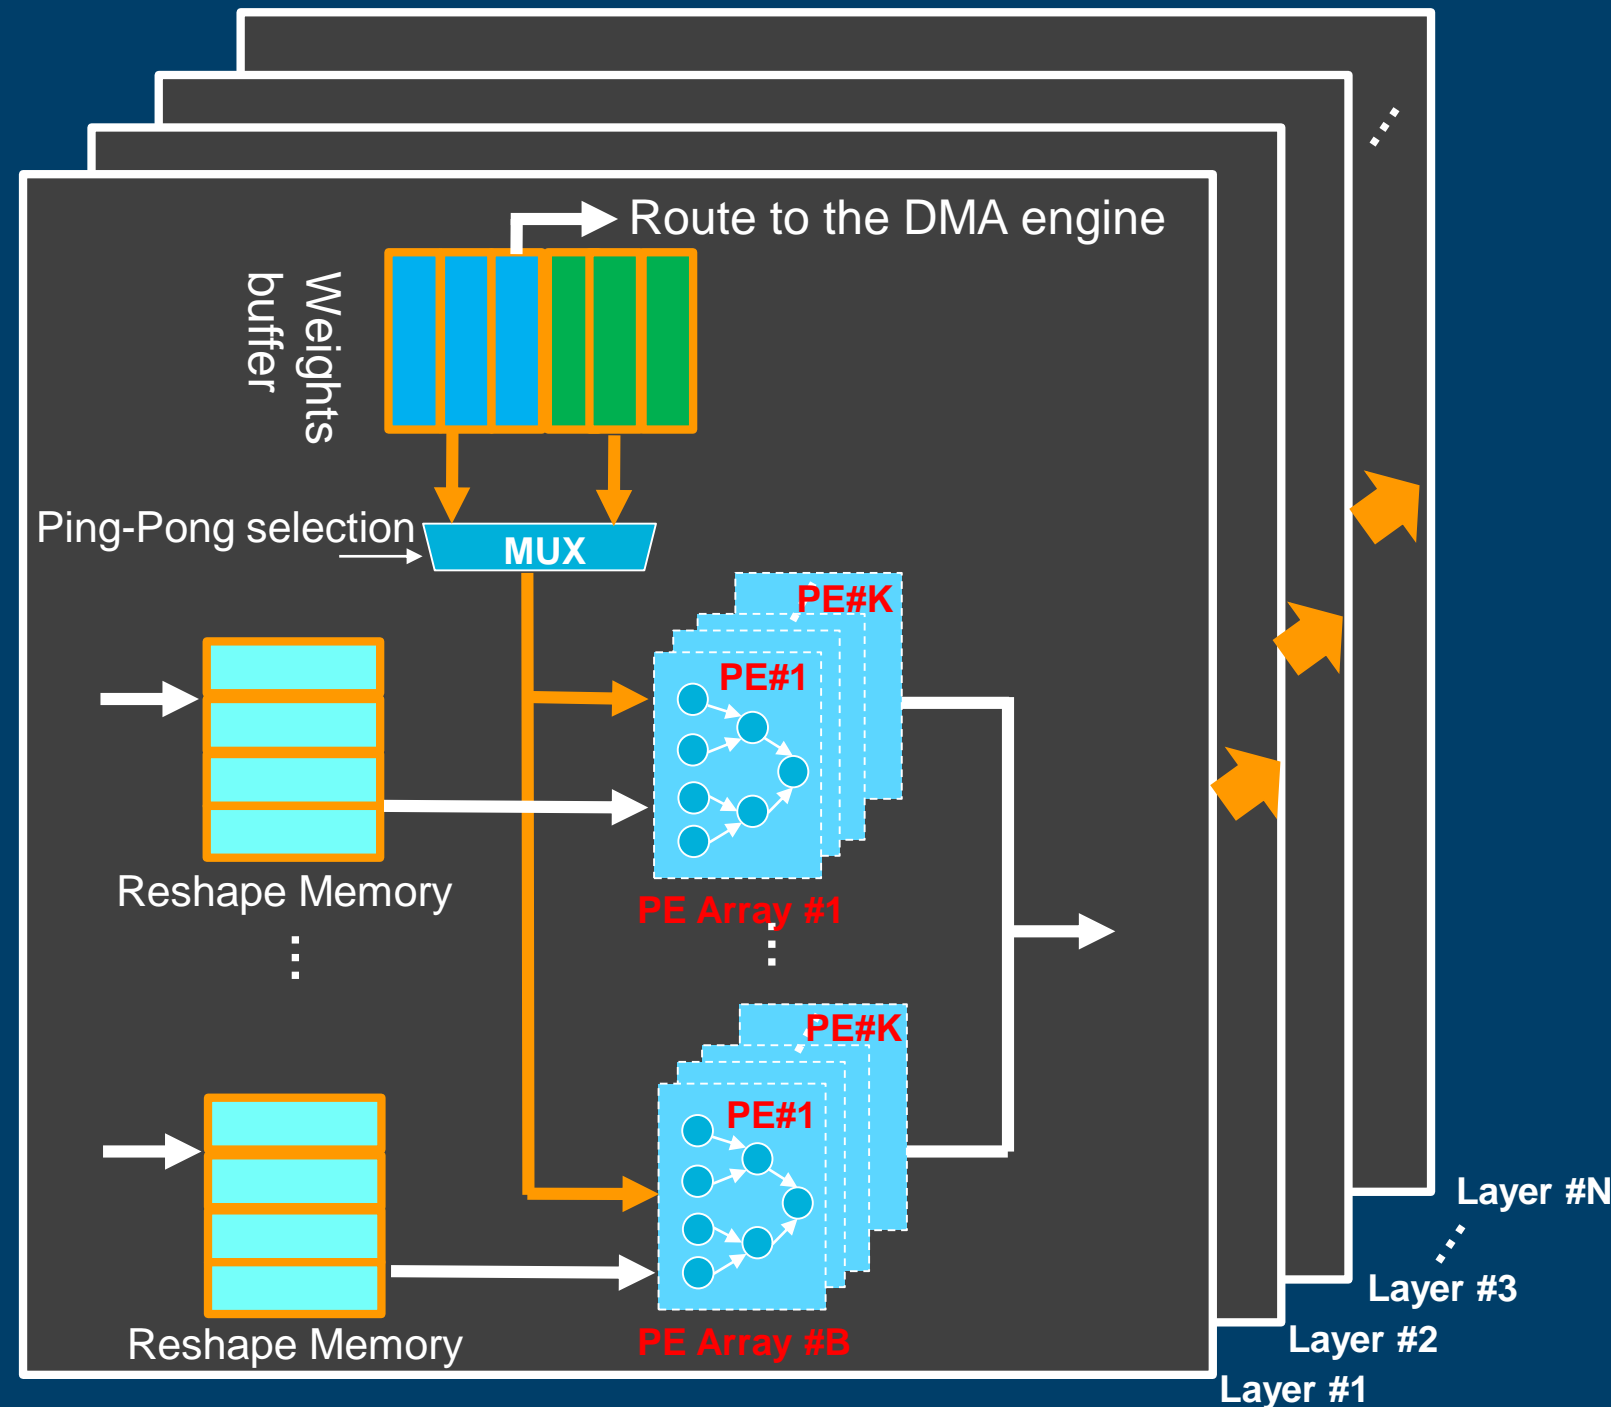 Route to the DMA engine
Weights
buffer
Ping-Pong selection
MUX
PE#K
PE#1
Reshape Memory
PE Array #1
PE#K
PE#1
Reshape Memory
PE Array #B
Layer #N
Layer #3
Layer #2
Layer #1